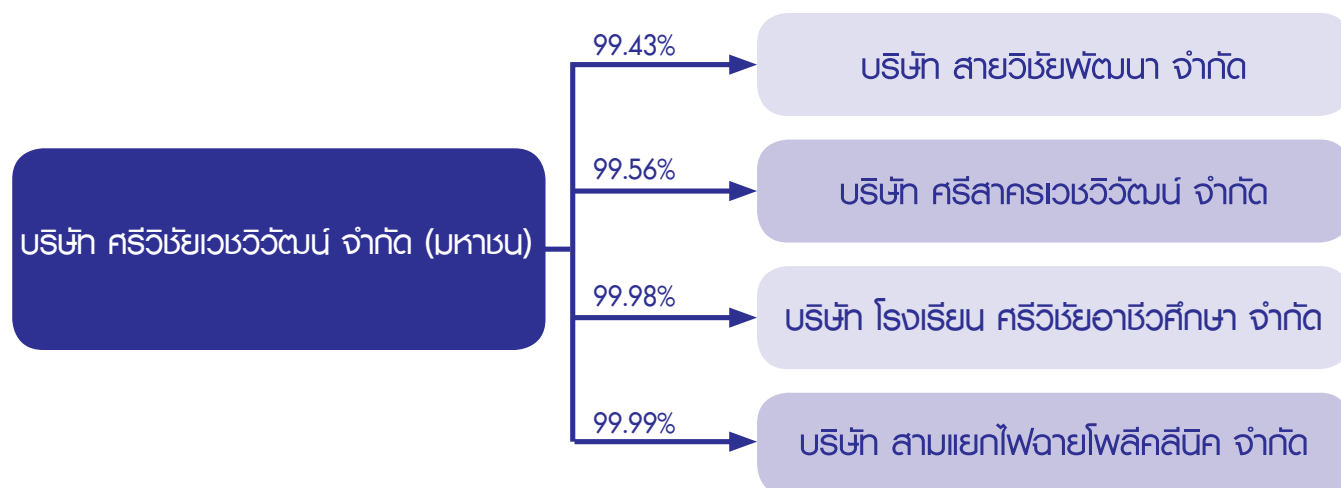 99.43%
บริษัท สายวิชัยพัฒนา จำกัด
99.56%
บริษัท ศรีสาครเวชวิวัฒน์ จำกัด
บริษัท ศรีวิชัยเวชวิวัฒน์ จำกัด (มหาชน)
99.98%
บริษัท โรงเรียน ศรีวิชัยอาชีวศึกษา จำกัด
99.99%
บริษัท สามแยกไฟฉายโพลีคลีนิค จำกัด